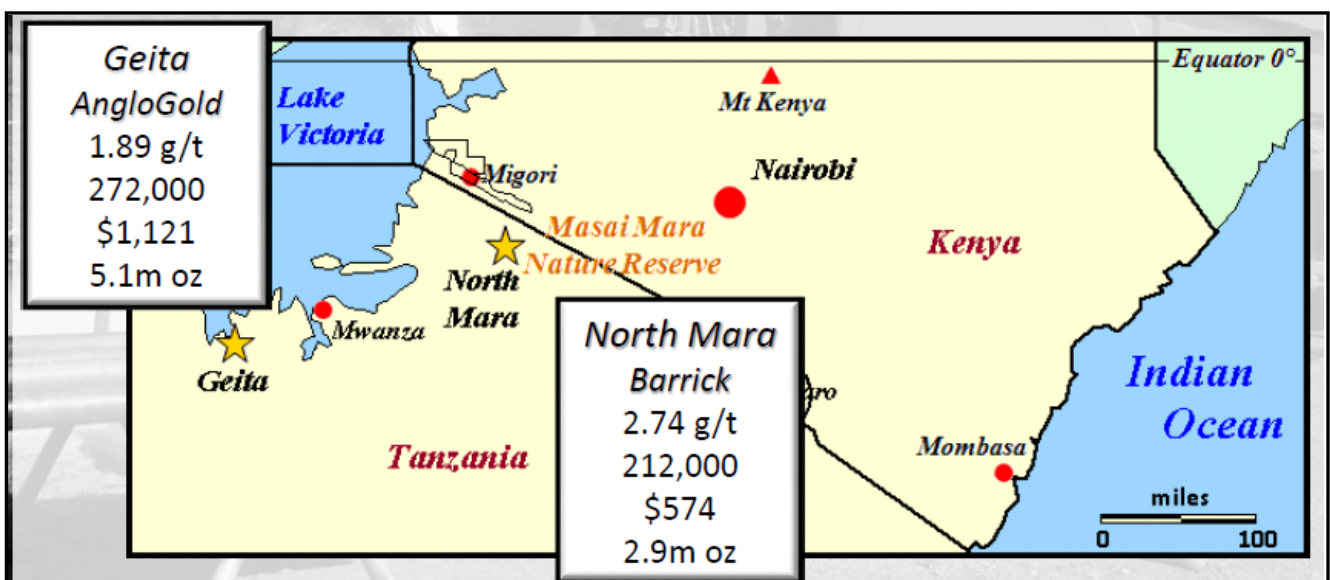 Geita
AngloGold
1.89 g/t
272,000
$1,121
5.1m oz
Lake
Victoria
Equator 0°
Mt Kenya
Migori
Nairobi
Masai Mara
Nature Reserve
Kenya
North
Mara
Mwanza
Geita
North Mara
Barrick
2.74 g/t
212,000
$574
2.9m oz
ro
Indian
Ocean
Tanzania
Mombasa
miles
0 100